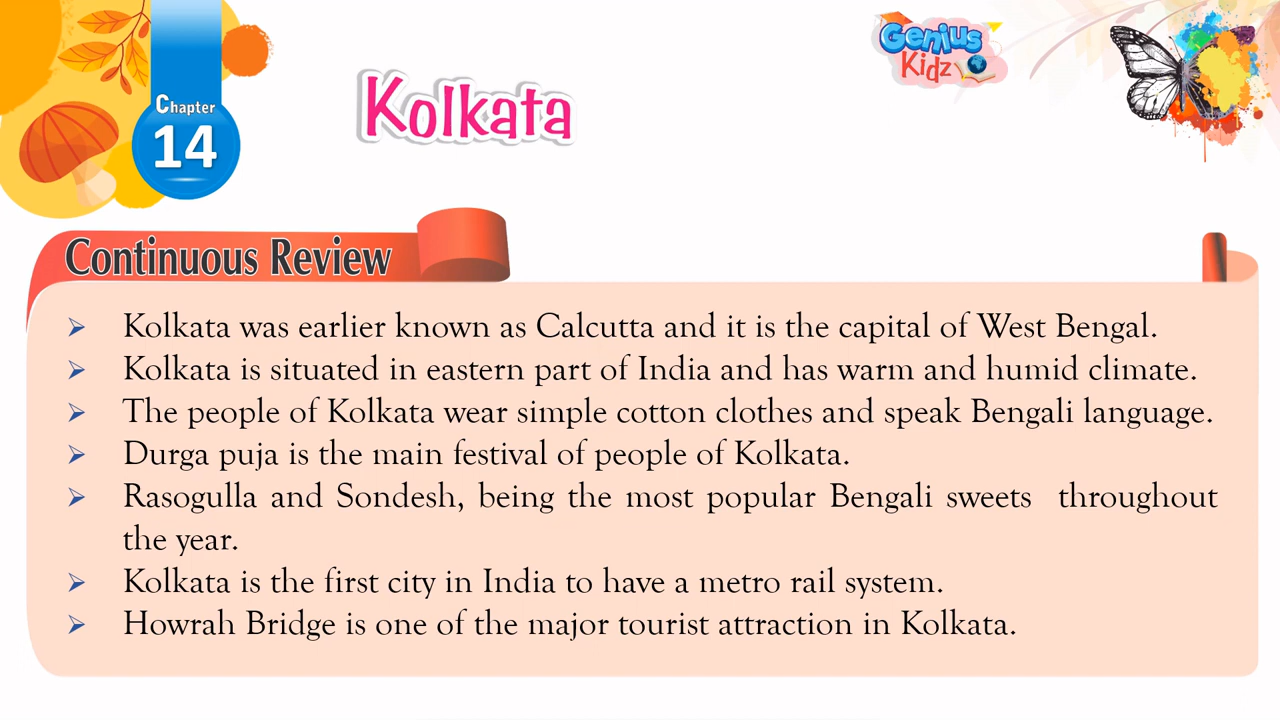 Chapter
14
Kolkata
Genius
Kidz
Continuous Review
➢ Kolkata was earlier known as Calcutta and it is the capital of West Bengal.
➢ Kolkata is situated in eastern part of India and has warm and humid climate.
➢ The people of Kolkata wear simple cotton clothes and speak Bengali language.
➢ Durga puja is the main festival of people of Kolkata.
➢ Rasogulla and Sondesh, being the most popular Bengali sweets throughout
the year.
➢ Kolkata is the first city in India to have a metro rail system.
➢ Howrah Bridge is one of the major tourist attraction in Kolkata.